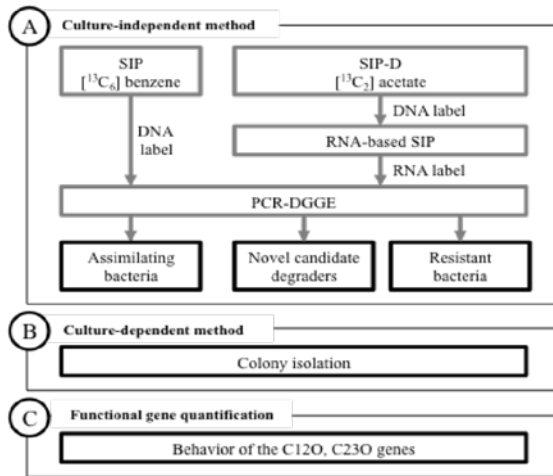 A Culture-independent method
SIP
[¹³C₆] benzene
SIP-D
[¹³C₂] acetate
DNA
label
DNA label
RNA-based SIP
RNA label
PCR-DGGE
Assimilating
bacteria
Novel candidate
degraders
Resistant
bacteria
B Culture-dependent method
Colony isolation
C Functional gene quantification
Behavior of the C12O, C23O genes